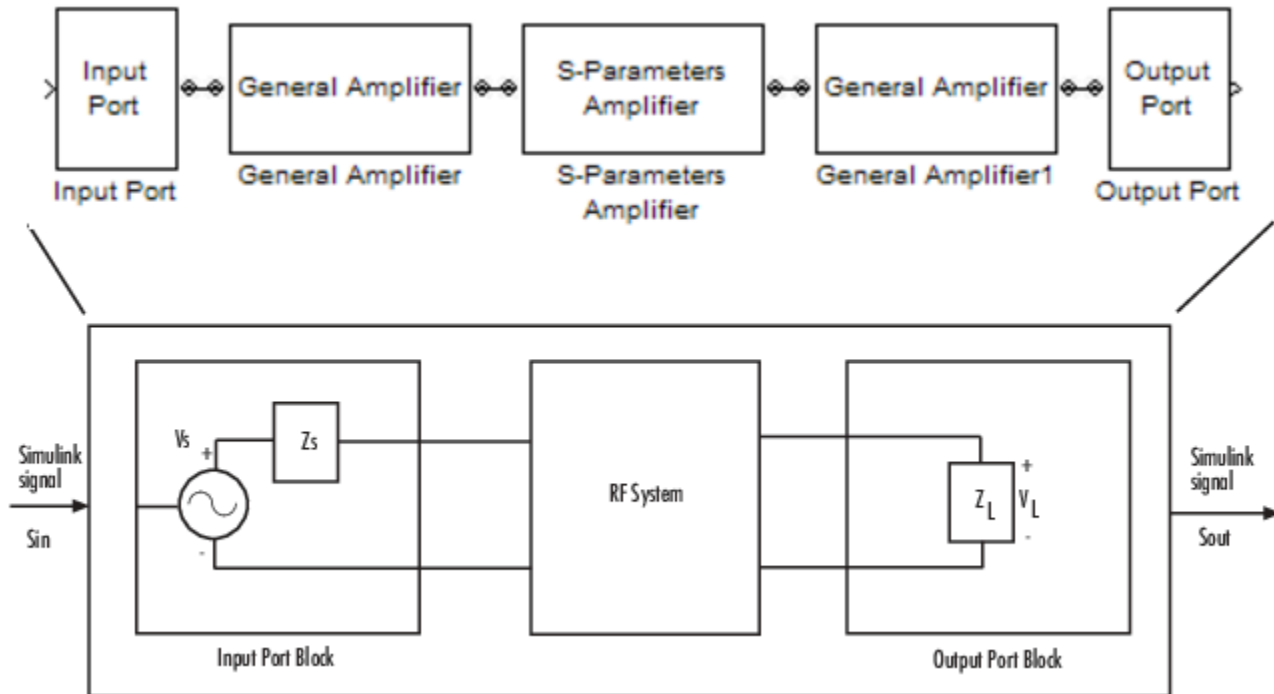 Input
Port
General Amplifier
S-Parameters
Amplifier
General Amplifier
Output
Port
Input Port
General Amplifier
S-Parameters
Amplifier
General Amplifier1
Output Port
Simulink
signal
Sin
Vs
+
-
Zs
RF System
Z L
+
V L
-
Simulink
signal
Sout
Input Port Block
Output Port Block